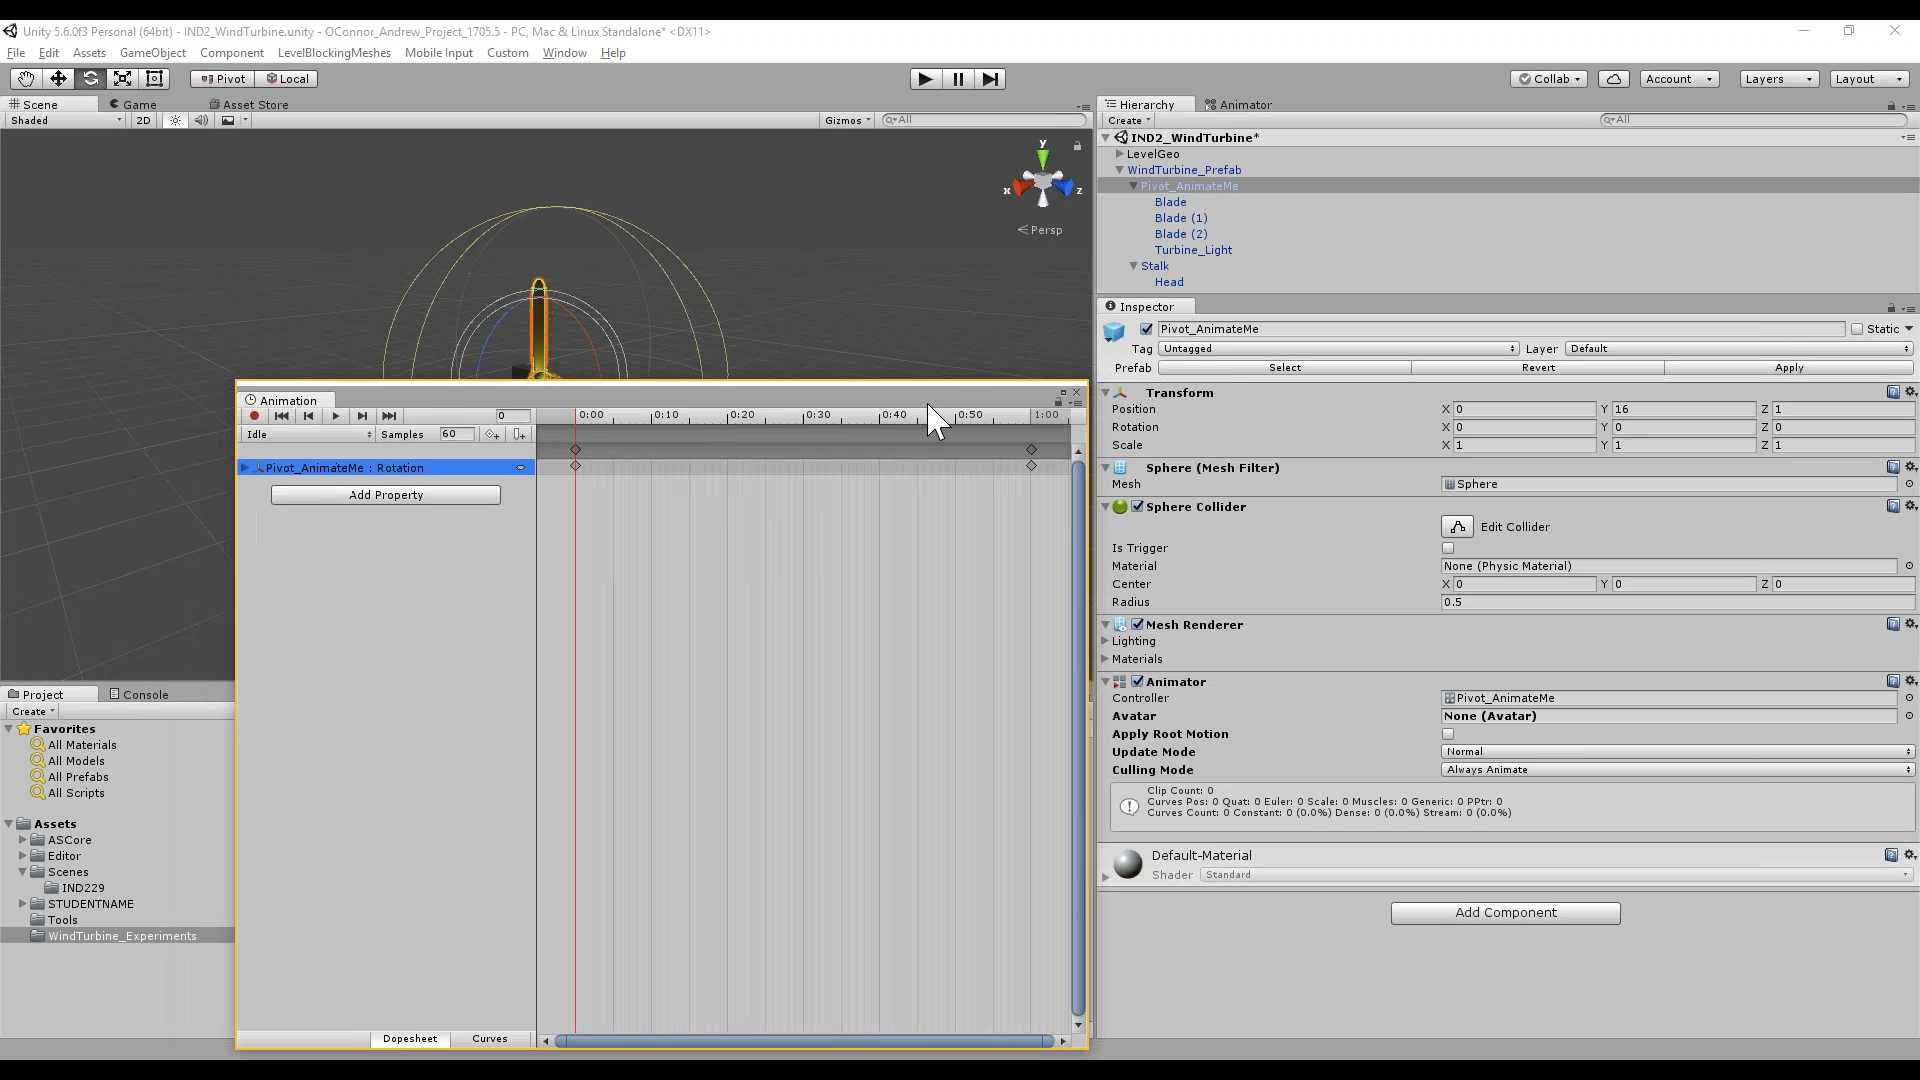 Unity 5.6.0f3 Personal (64bit) - IND2_WindTurbine.unity - OConnor_Andrew_Project_1705.5 - PC, Mac & Linux Standalone* <DX11>
File Edit Assets GameObject Component LevelBlockingMeshes Mobile Input Custom Window Help
Pivot Local Collab Account Layers Layout
Scene Game Asset Store
Shaded 2D Gizmos All
y
x z
Persp
Hierarchy Animator
Create All
IND2_WindTurbine*
LevelGeo
WindTurbine_Prefab
Pivot_AnimateMe
Blade
Blade (1)
Blade (2)
Turbine_Light
Stalk
Head
Inspector
Pivot_AnimateMe Static
Tag Untagged Layer Default
Prefab Select Revert Apply
Transform
Position X 0 Y 16 Z 1
Rotation X 0 Y 0 Z 0
Scale X 1 Y 1 Z 1
Sphere (Mesh Filter)
Mesh Sphere
Sphere Collider
Edit Collider
Is Trigger
Material None (Physic Material)
Center X 0 Y 0 Z 0
Radius 0.5
Mesh Renderer
Lighting
Materials
Animator
Controller Pivot_AnimateMe
Avatar None (Avatar)
Apply Root Motion
Update Mode Normal
Culling Mode Always Animate
Clip Count: 0
Curves Pos: 0 Quat: 0 Euler: 0 Scale: 0 Muscles: 0 Generic: 0 PPtr: 0
Curves Count: 0 Constant: 0 (0.0%) Dense: 0 (0.0%) Stream: 0 (0.0%)
Default-Material
Shader Standard
Add Component
Animation
0 0:00 0:10 0:20 0:30 0:40 0:50 1:00
Idle Samples 60
Pivot_AnimateMe : Rotation
Add Property
Dopesheet Curves
Project Console
Create
Favorites
All Materials
All Models
All Prefabs
All Scripts
Assets
ASCore
Editor
Scenes
IND229
STUDENTNAME
Tools
WindTurbine_Experiments